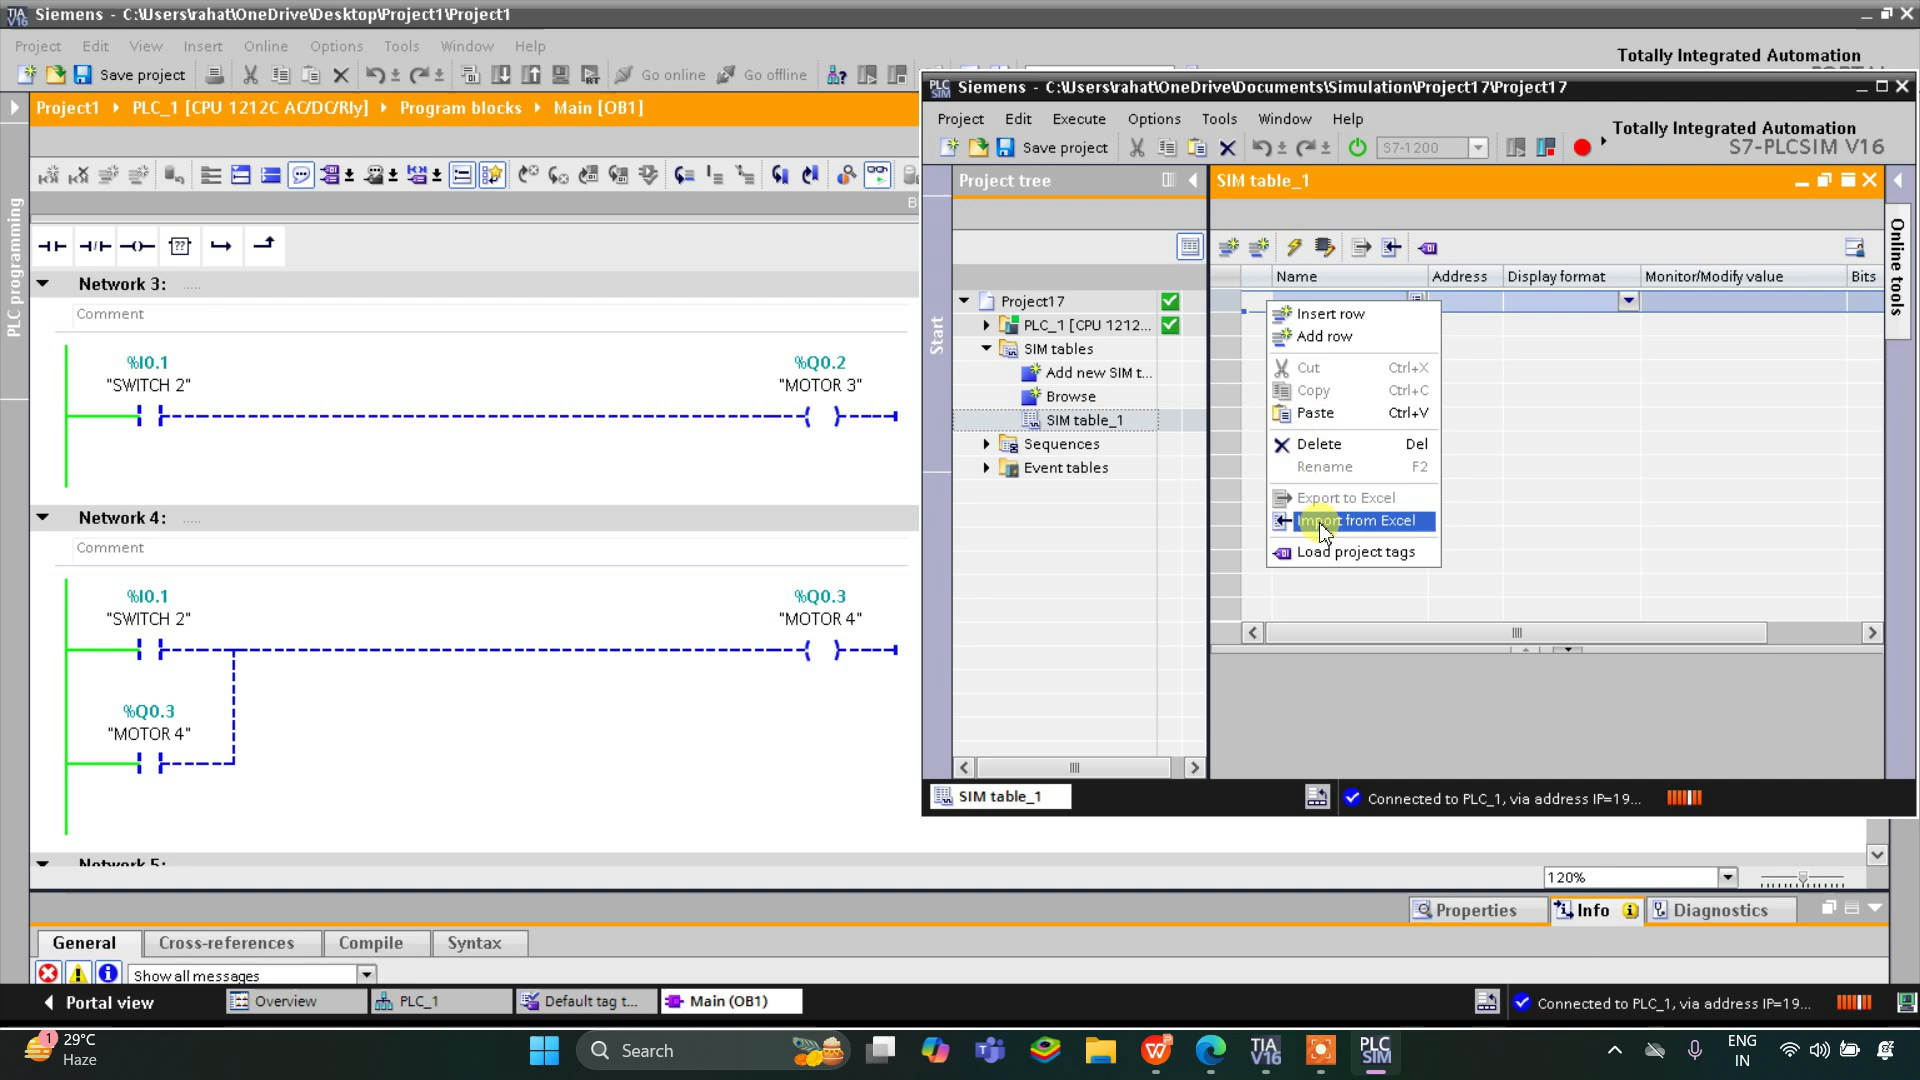 Siemens - C:\Users\rahat\OneDrive\Desktop\Project1\Project1
Project Edit View Insert Online Options Tools Window Help
Totally Integrated Automation
Save project
Go online
Go offline
Project1 PLC_1 [CPU 1212C AC/DC/Rly] Program blocks Main [OB1]
PLC programming
Network 3: .....
Comment
%I0.1
"SWITCH 2"
%Q0.2
"MOTOR 3"
Network 4: .....
Comment
%I0.1
"SWITCH 2"
%Q0.3
"MOTOR 4"
%Q0.3
"MOTOR 4"
Network 5:
PLC SIM
Siemens - C:\Users\rahat\OneDrive\Documents\Simulation\Project17\Project17
Project Edit Execute Options Tools Window Help
Save project
S7-1200
Totally Integrated Automation
S7-PLCSIM V16
Start
Project tree
Project17
PLC_1 [CPU 1212...
SIM tables
Add new SIM t...
Browse
SIM table_1
Sequences
Event tables
SIM table_1
Online tools
Name Address Display format Monitor/Modify value Bits
Insert row
Add row
Cut Ctrl+X
Copy Ctrl+C
Paste Ctrl+V
Delete Del
Rename F2
Export to Excel
Import from Excel
Load project tags
SIM table_1
Connected to PLC_1, via address IP=19...
120%
Properties Info Diagnostics
General Cross-references Compile Syntax
Show all messages
Portal view
Overview PLC_1 Default tag t... Main (OB1)
Connected to PLC_1, via address IP=19...
1
29°C
Haze
Search
TIA V16
PLC SIM
ENG
IN